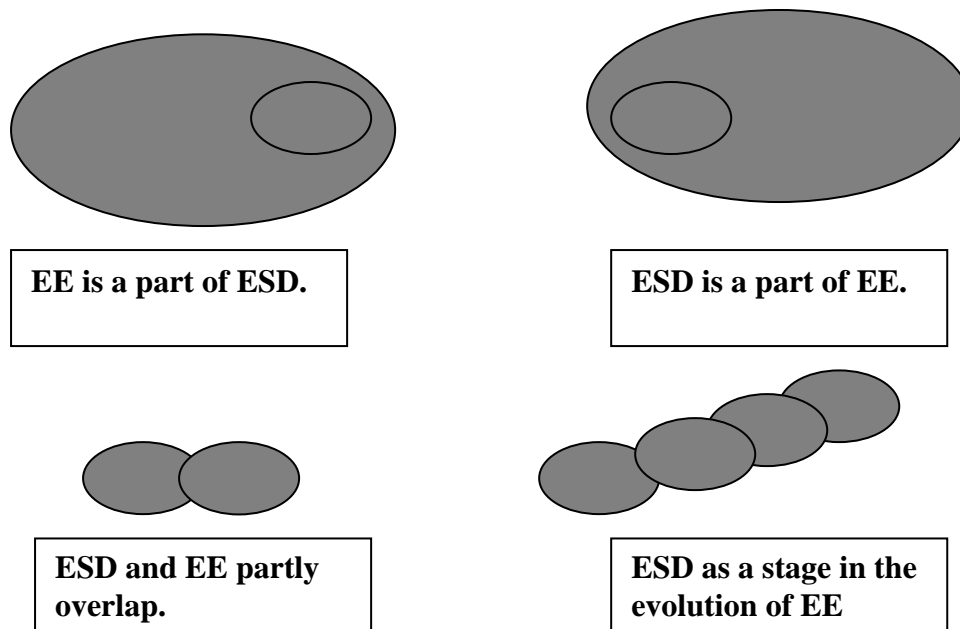 EE is a part of ESD.
ESD is a part of EE.
ESD and EE partly
overlap.
ESD as a stage in the
evolution of EE